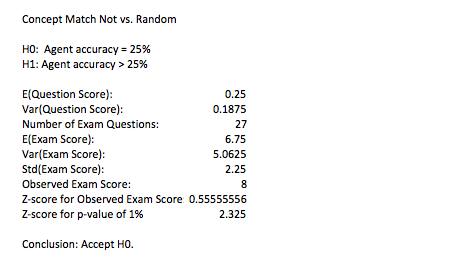 Concept Match Not vs. Random
H0: Agent accuracy = 25%
H1: Agent accuracy > 25%
E(Question Score): 0.25
Var(Question Score): 0.1875
Number of Exam Questions: 27
E(Exam Score): 6.75
Var(Exam Score): 5.0625
Std(Exam Score): 2.25
Observed Exam Score: 8
Z-score for Observed Exam Score 0.55555556
Z-score for p-value of 1% 2.325
Conclusion: Accept H0.